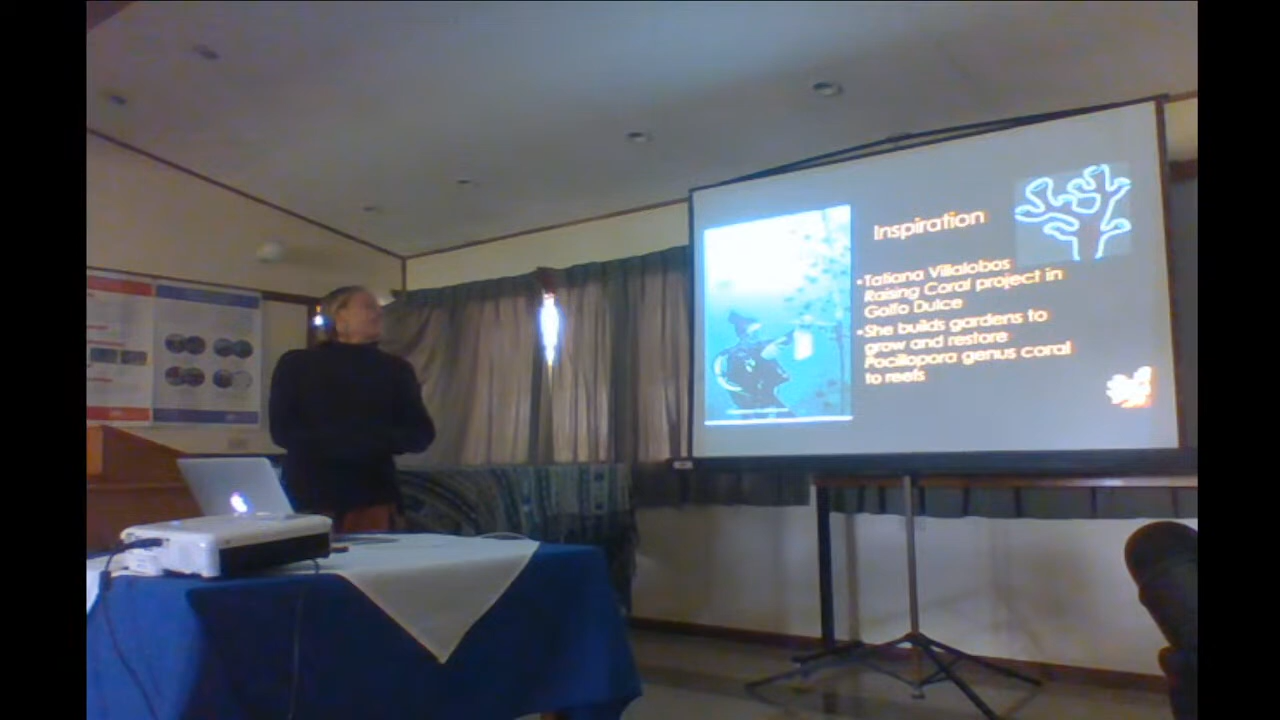 Inspiration
•Tatiana Villalobos
Raising Coral project in
Golfo Dulce
•She builds gardens to
grow and restore
Pocillopora genus coral
to reefs